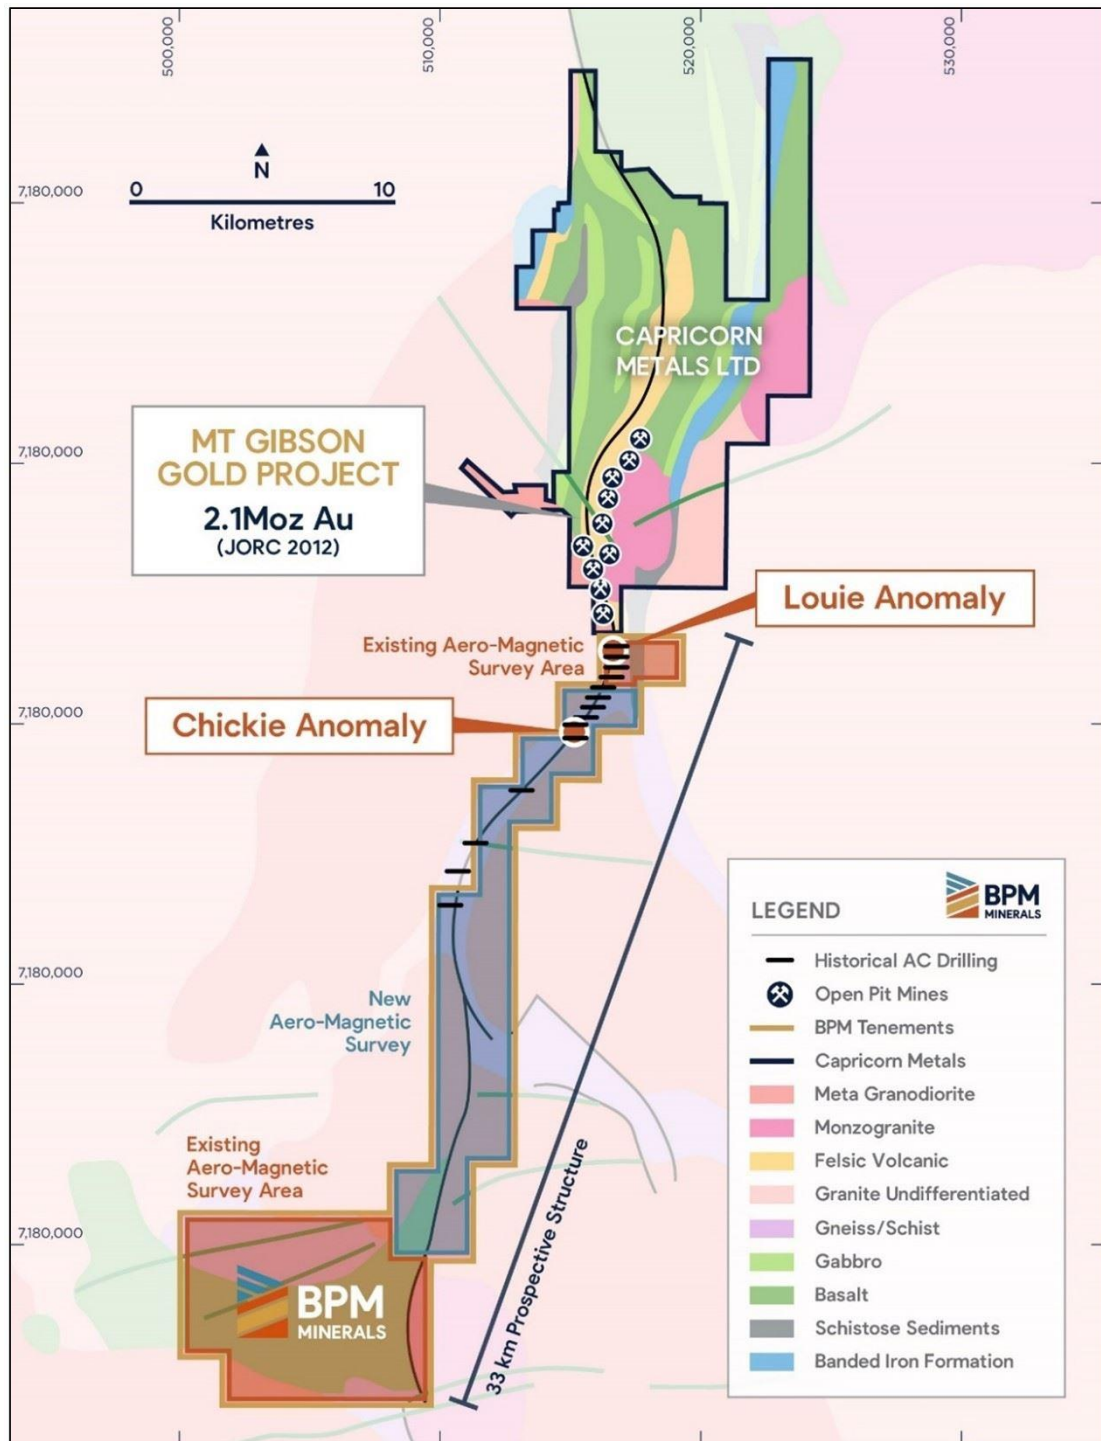 500,000
510,000
520,000
530,000
N
0
10
Kilometres
7,180,000
7,180,000
7,180,000
7,180,000
7,180,000
CAPRICORN
METALS LTD
MT GIBSON
GOLD PROJECT
2.1Moz Au
(JORC 2012)
Louie Anomaly
Existing Aero-Magnetic
Survey Area
Chickie Anomaly
New
Aero-Magnetic
Survey
Existing
Aero-Magnetic
Survey Area
33 km Prospective Structure
BPM
MINERALS
LEGEND
BPM
MINERALS
Historical AC Drilling
Open Pit Mines
BPM Tenements
Capricorn Metals
Meta Granodiorite
Monzogranite
Felsic Volcanic
Granite Undifferentiated
Gneiss/Schist
Gabbro
Basalt
Schistose Sediments
Banded Iron Formation